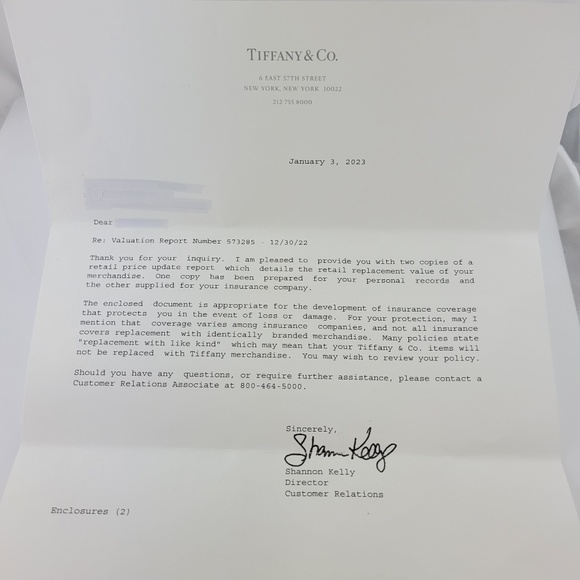 TIFFANY & CO.
6 EAST 57TH STREET
NEW YORK, NEW YORK 10022
212 755 8000
January 3, 2023
Dear
Re: Valuation Report Number 573285 - 12/30/22
Thank you for your inquiry. I am pleased to provide you with two copies of a
retail price update report which details the retail replacement value of your
merchandise. One copy has been prepared for your personal records and
the other supplied for your insurance company.
The enclosed document is appropriate for the development of insurance coverage
that protects you in the event of loss or damage. For your protection, may I
mention that coverage varies among insurance companies, and not all insurance
covers replacement with identically branded merchandise. Many policies state
"replacement with like kind" which may mean that your Tiffany & Co. items will
not be replaced with Tiffany merchandise. You may wish to review your policy.
Should you have any questions, or require further assistance, please contact a
Customer Relations Associate at 800-464-5000.
Sincerely,
Shannon Kelly
Shannon Kelly
Director
Customer Relations
Enclosures (2)